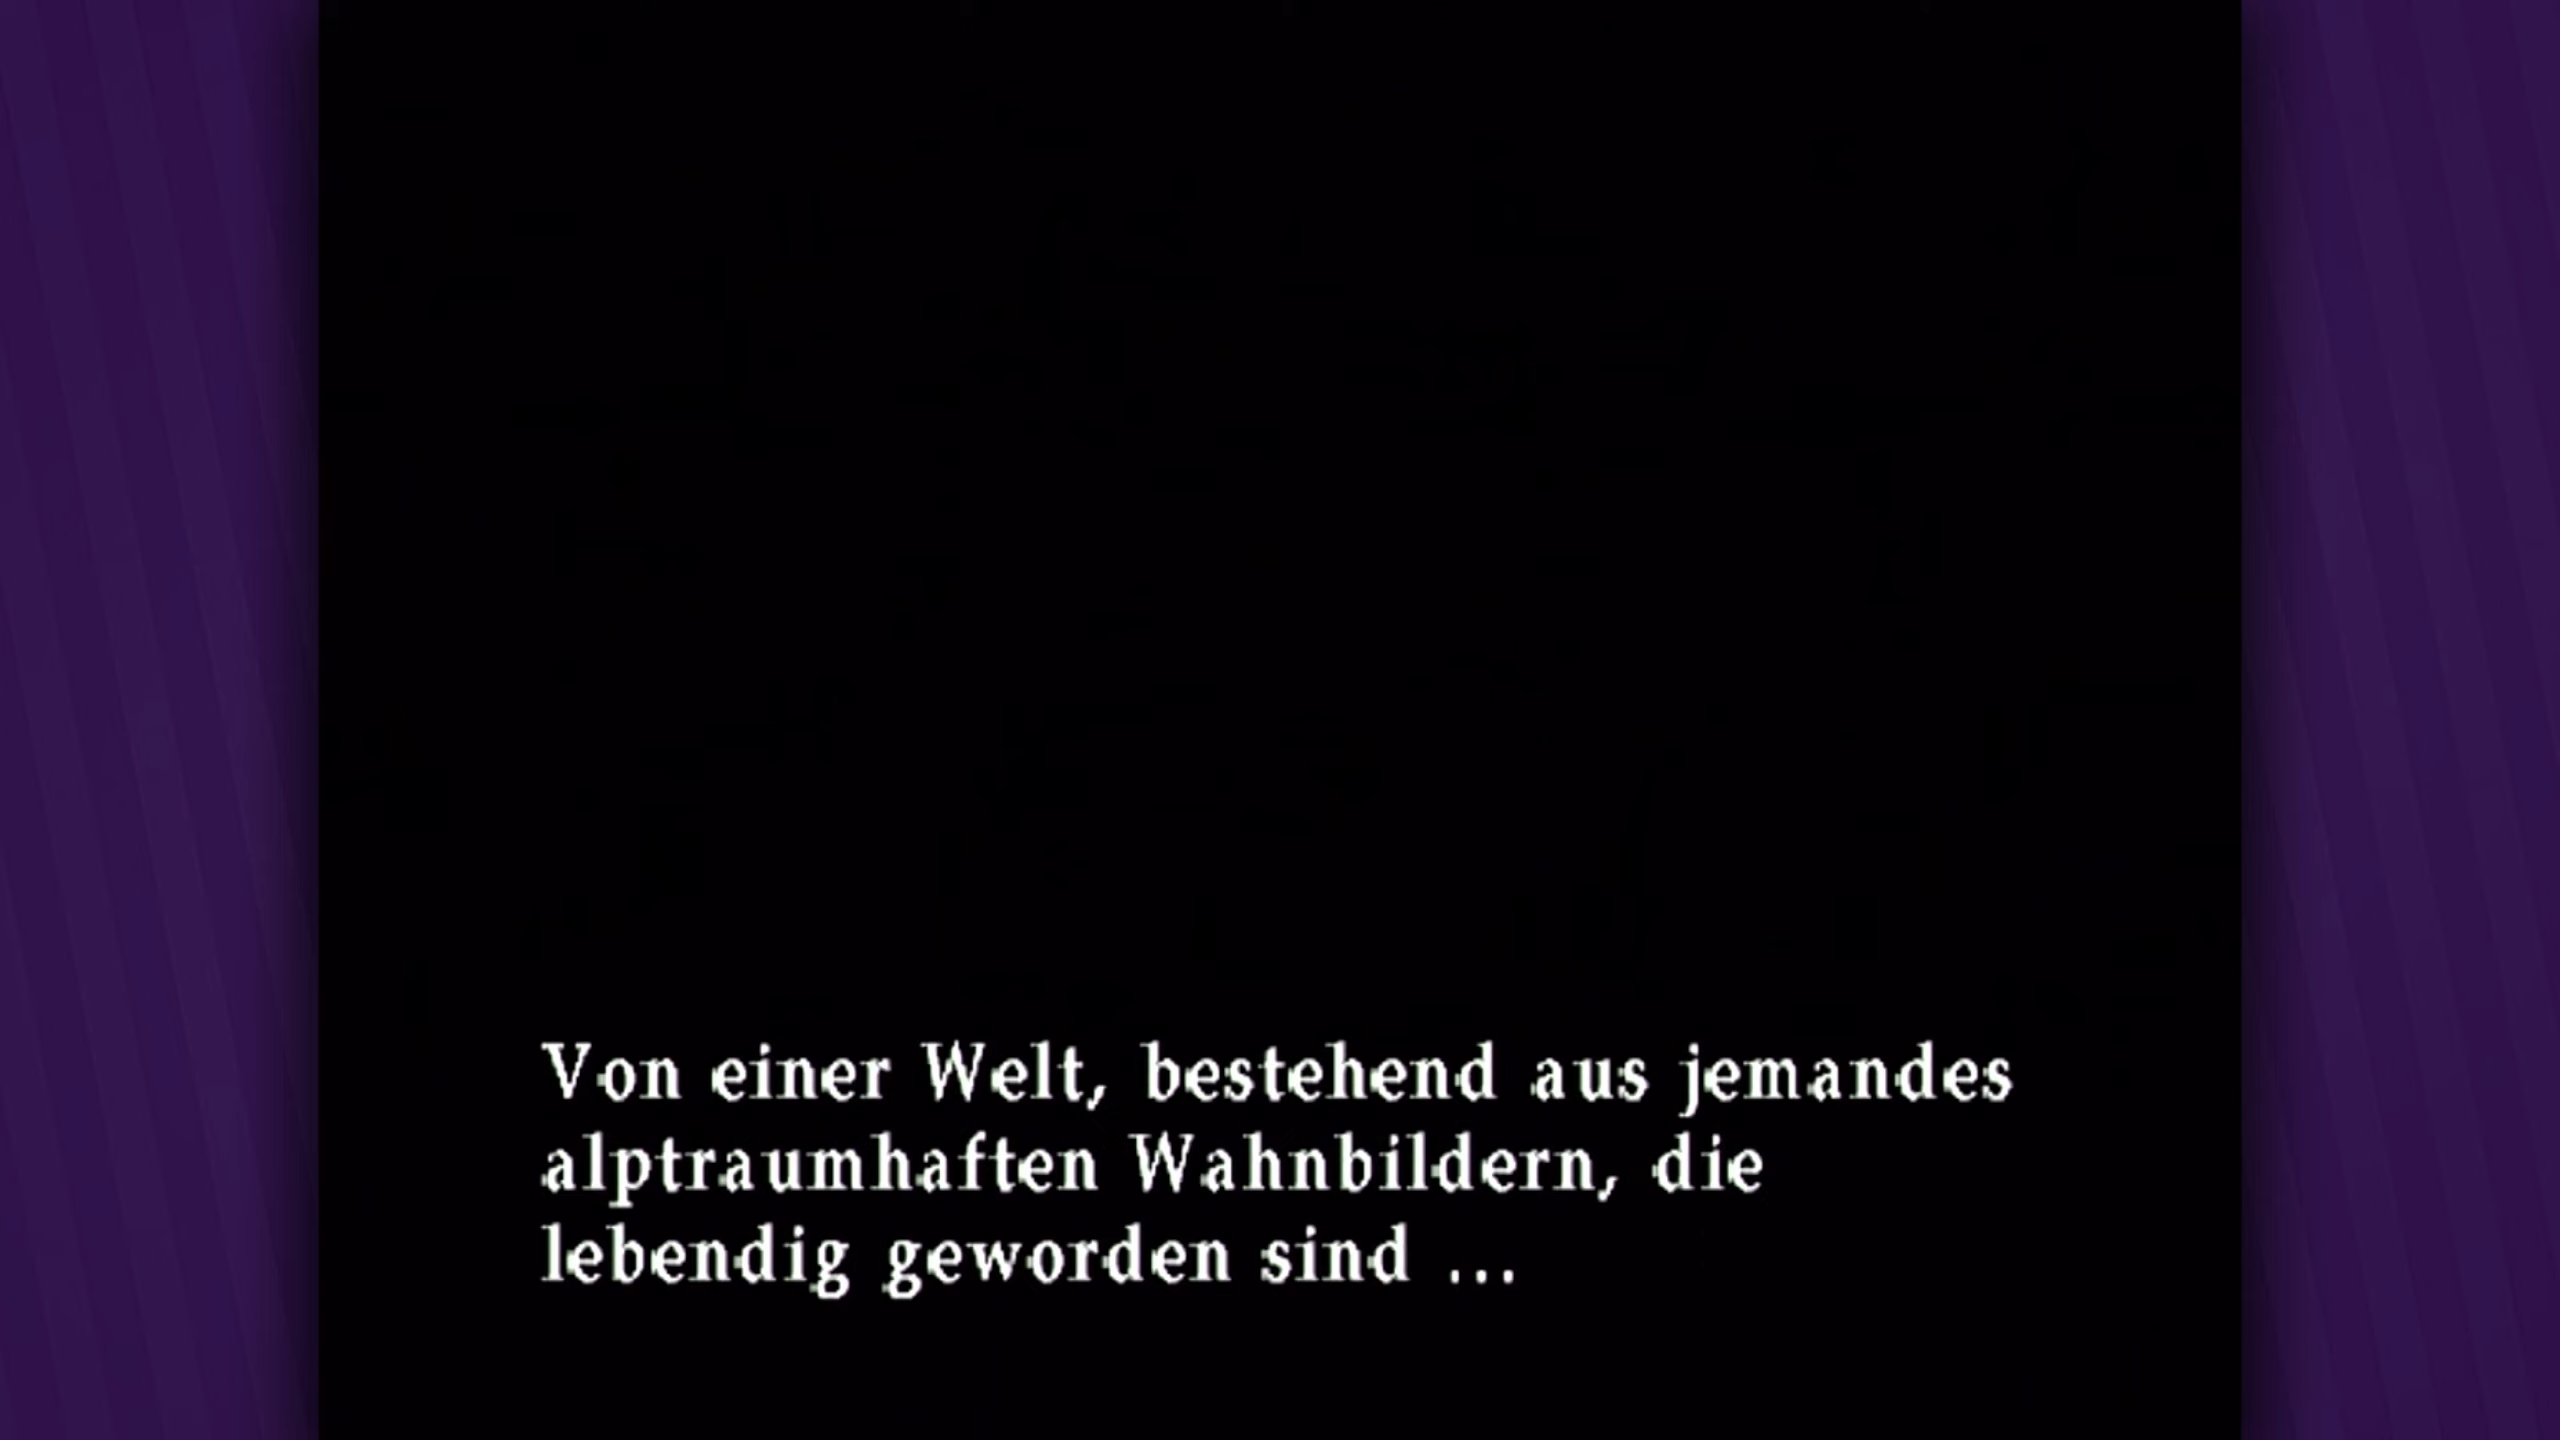 Von einer Welt, bestehend aus jemandes
alptraumhaften Wahnbildern, die
lebendig geworden sind ...